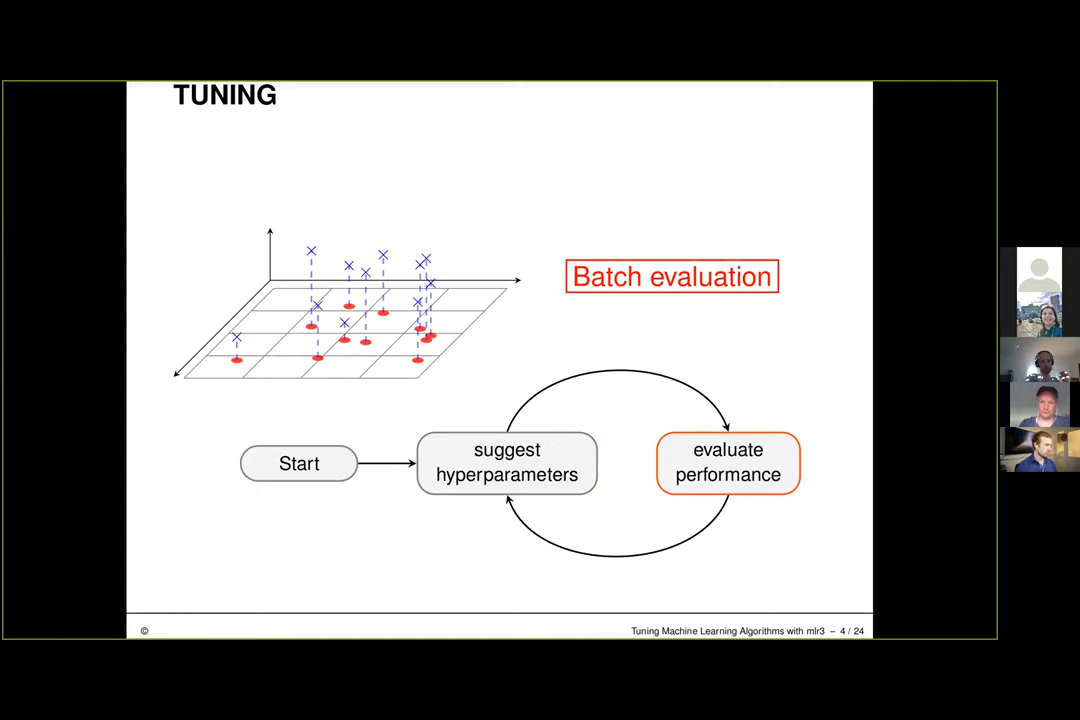 TUNING
Batch evaluation
Start
suggest
hyperparameters
evaluate
performance
©
Tuning Machine Learning Algorithms with mlr3 – 4 / 24